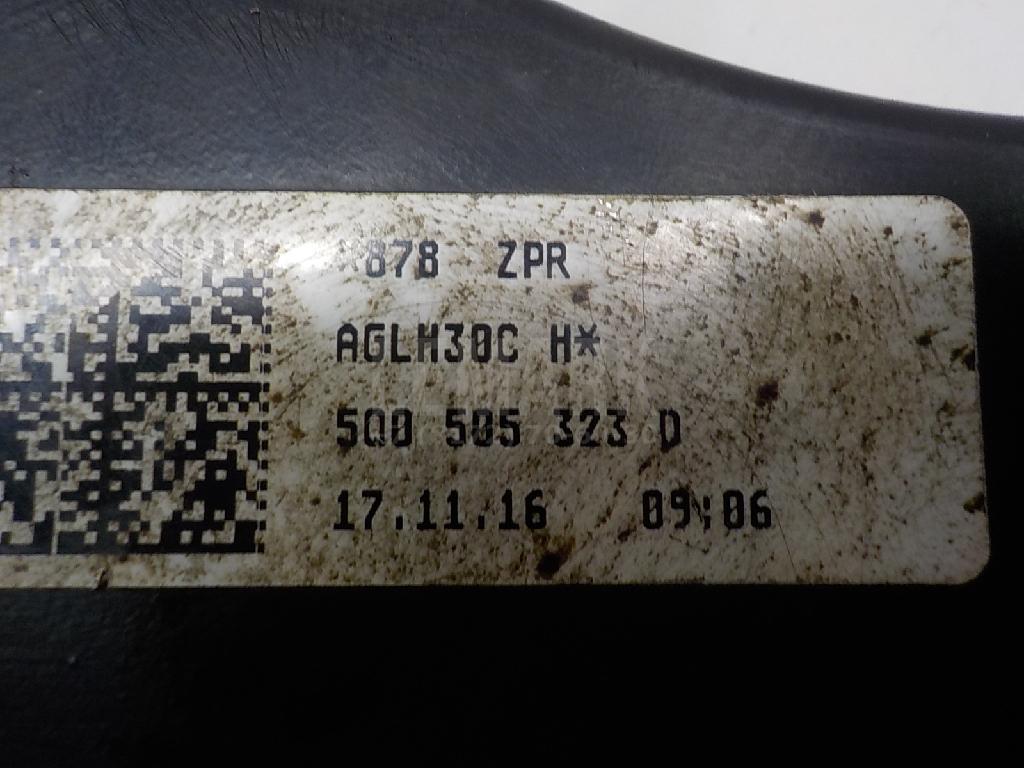 878 ZPR
AGLH30C H*
5Q0 505 323 D
17.11.16 09:06